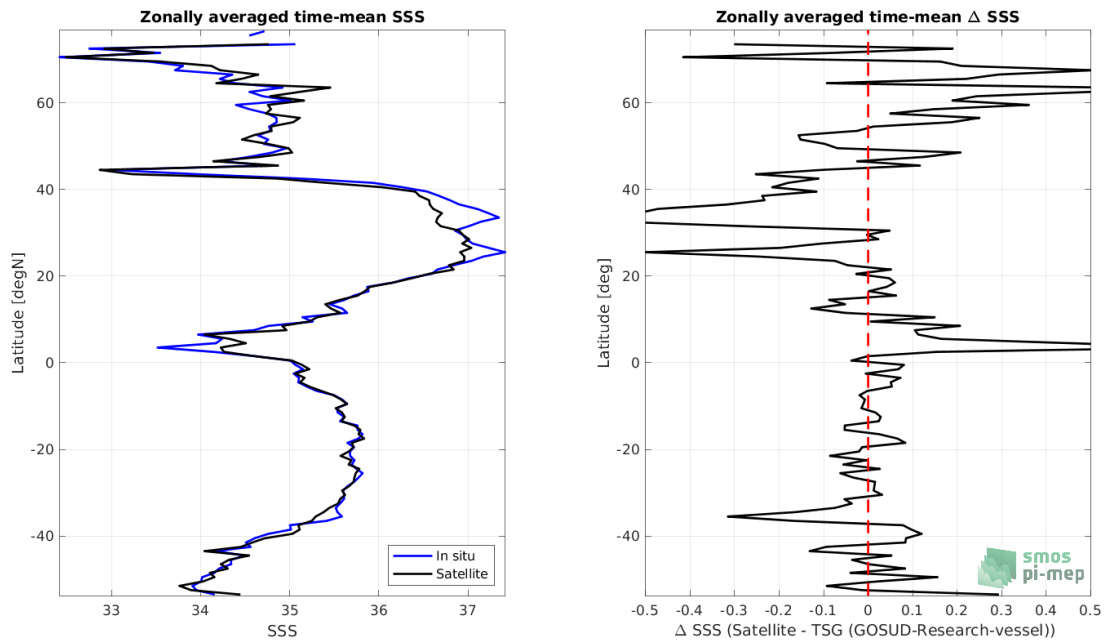 Zonally averaged time-mean SSS
Latitude [degN]
60
40
20
0
-20
-40
33
34
35
36
37
SSS
In situ
Satellite
Zonally averaged time-mean Δ SSS
Latitude [deg]
60
40
20
0
-20
-40
-0.5
-0.4
-0.3
-0.2
-0.1
0
0.1
0.2
0.3
0.4
0.5
Δ SSS (Satellite - TSG (GOSUD-Research-vessel))
smos
pi-mep